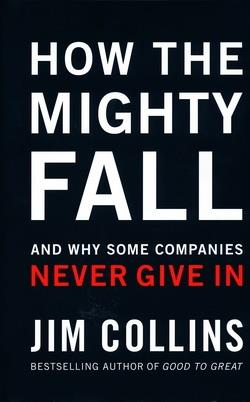 HOW THE
MIGHTY
FALL
AND WHY SOME COMPANIES
NEVER GIVE IN
JIM COLLINS
BESTSELLING AUTHOR OF GOOD TO GREAT